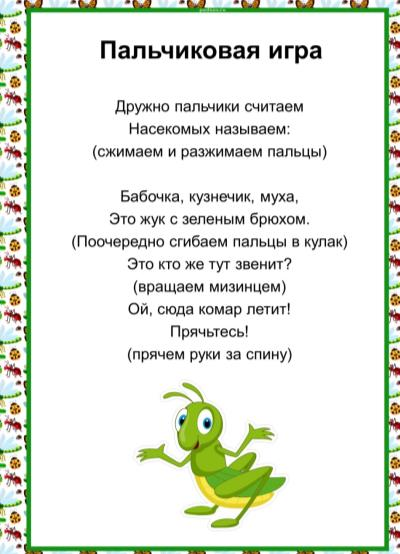 Пальчиковая игра
Дружно пальчики считаем
Насекомых называем:
(сжимаем и разжимаем пальцы)
Бабочка, кузнечик, муха,
Это жук с зеленым брюхом.
(Поочередно сгибаем пальцы в кулак)
Это кто же тут звенит?
(вращаем мизинцем)
Ой, сюда комар летит!
Прячьтесь!
(прячем руки за спину)